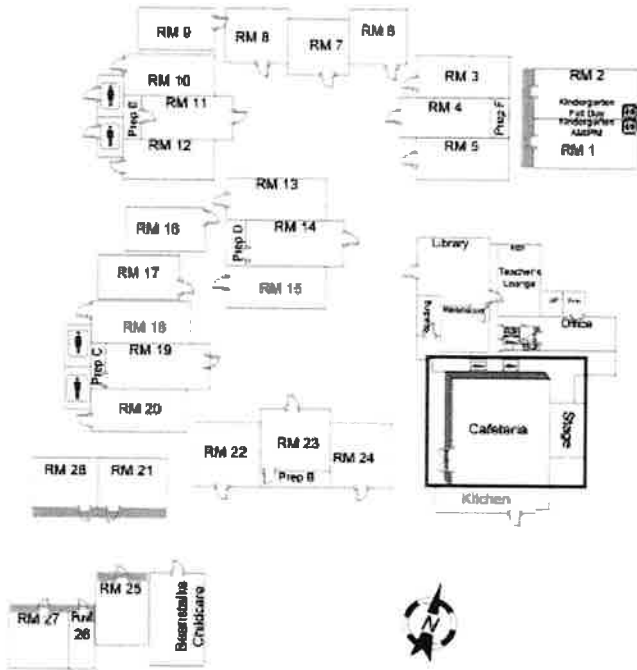 RM 9
RM 8
RM 7
RM 6
RM 10
RM 11
Prep E
RM 12
RM 3
RM 4
Prep F
RM 5
RM 2
Kindergarten
Full Day
Kindergarten
AM/PM
RM 1
RM 13
RM 14
Prep D
RM 15
RM 16
RM 17
RM 18
RM 19
Prep C
RM 20
Library
Teacher's
Lounge
Office
Cafeteria
Stage
Kitchen
RM 22
RM 23
Prep B
RM 24
RM 28
RM 21
RM 25
RM 27
26
Beanstalks
Childcare
N